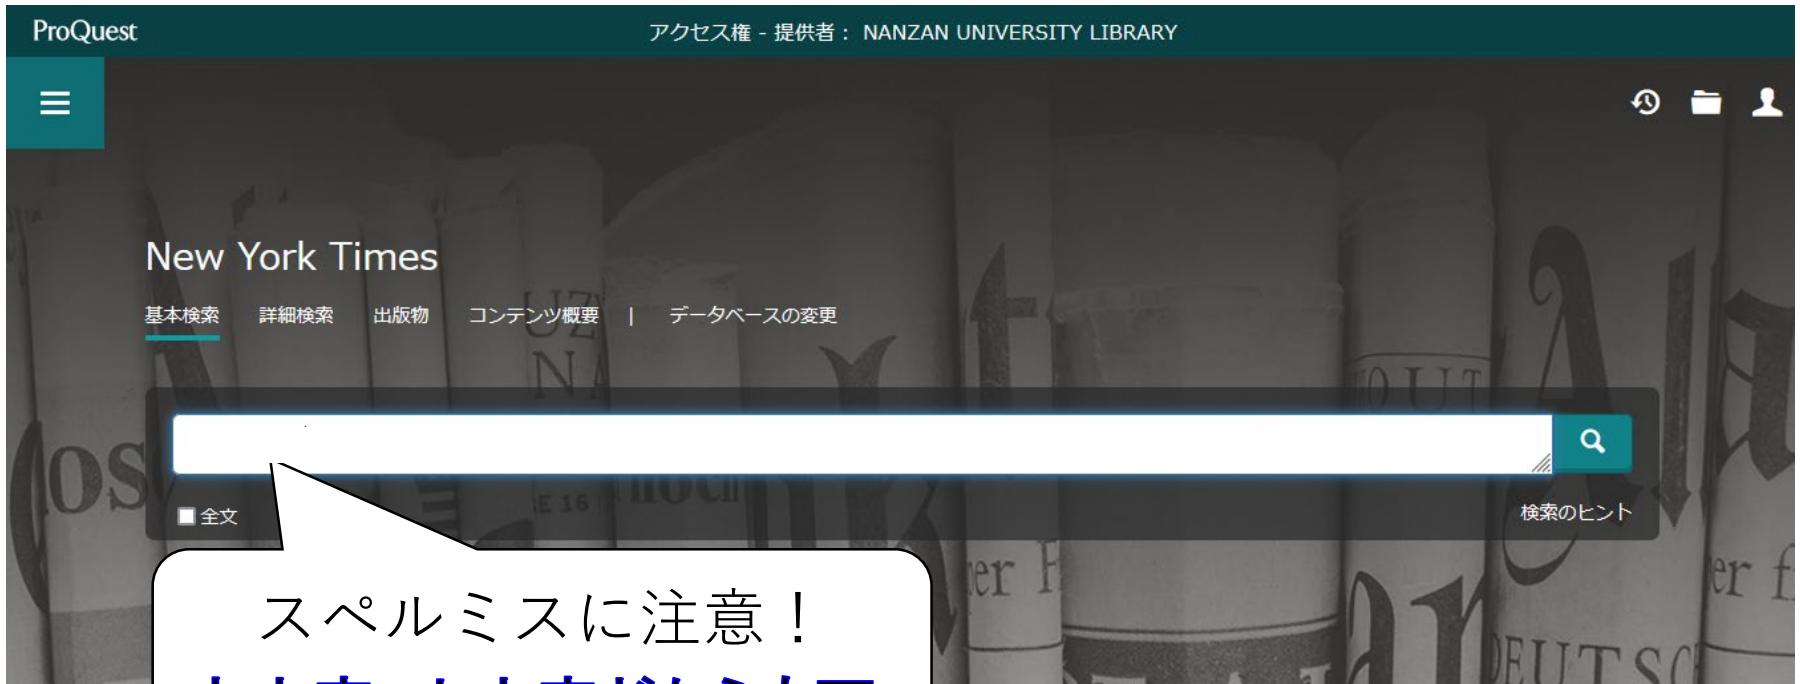 ProQuest
アクセス権 - 提供者： NANZAN UNIVERSITY LIBRARY
New York Times
基本検索 詳細検索 出版物 コンテンツ概要 | データベースの変更
全文
検索のヒント
スペルミスに注意！